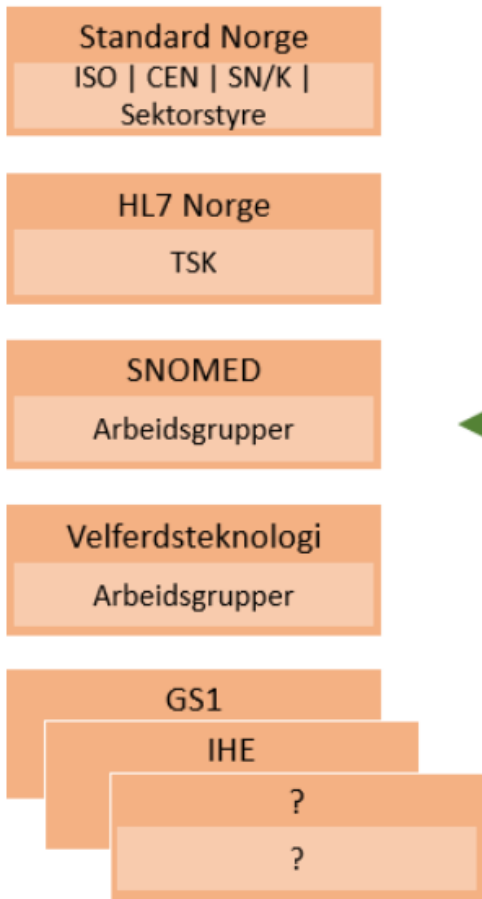 Standard Norge
ISO | CEN | SN/K |
Sektorstyre
HL7 Norge
TSK
SNOMED
Arbeidsgrupper
Velferdsteknologi
Arbeidsgrupper
GS1
IHE
?
?